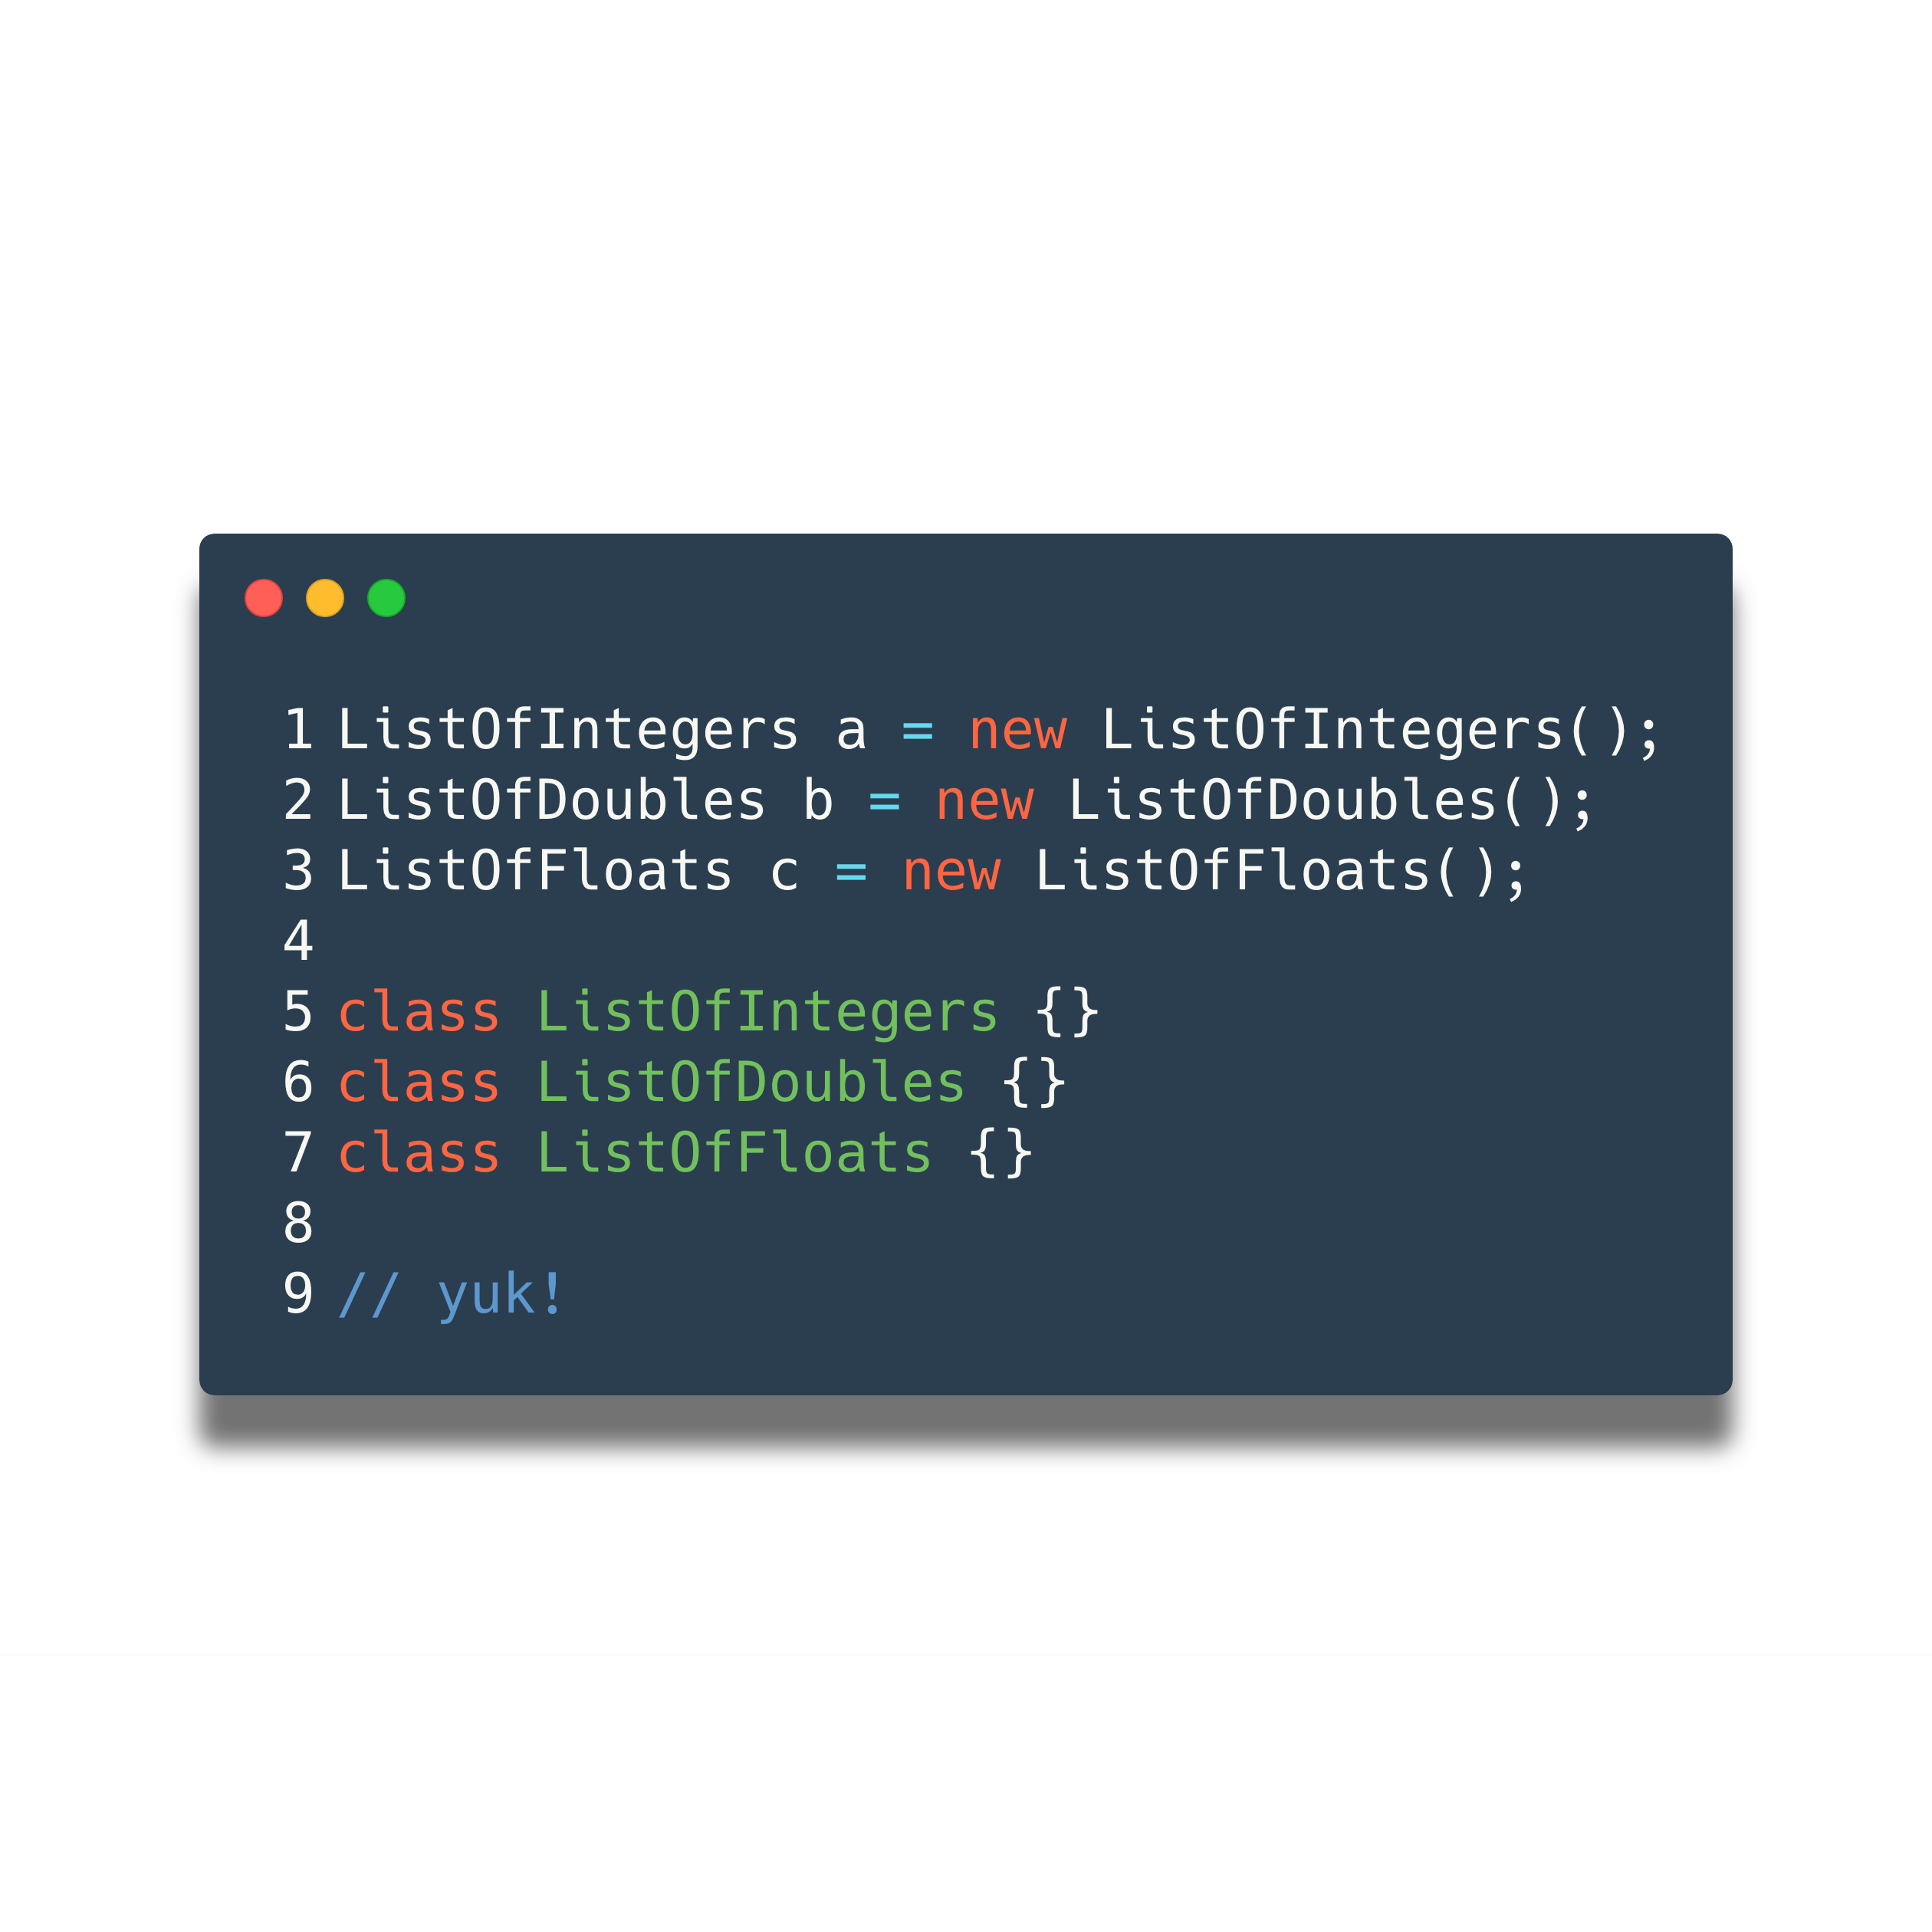 1 ListOfIntegers a = new ListOfIntegers();
2 ListOfDoubles b = new ListOfDoubles();
3 ListOfFloats c = new ListOfFloats();
4
5 class ListOfIntegers {}
6 class ListOfDoubles {}
7 class ListOfFloats {}
8
9 // yuk!